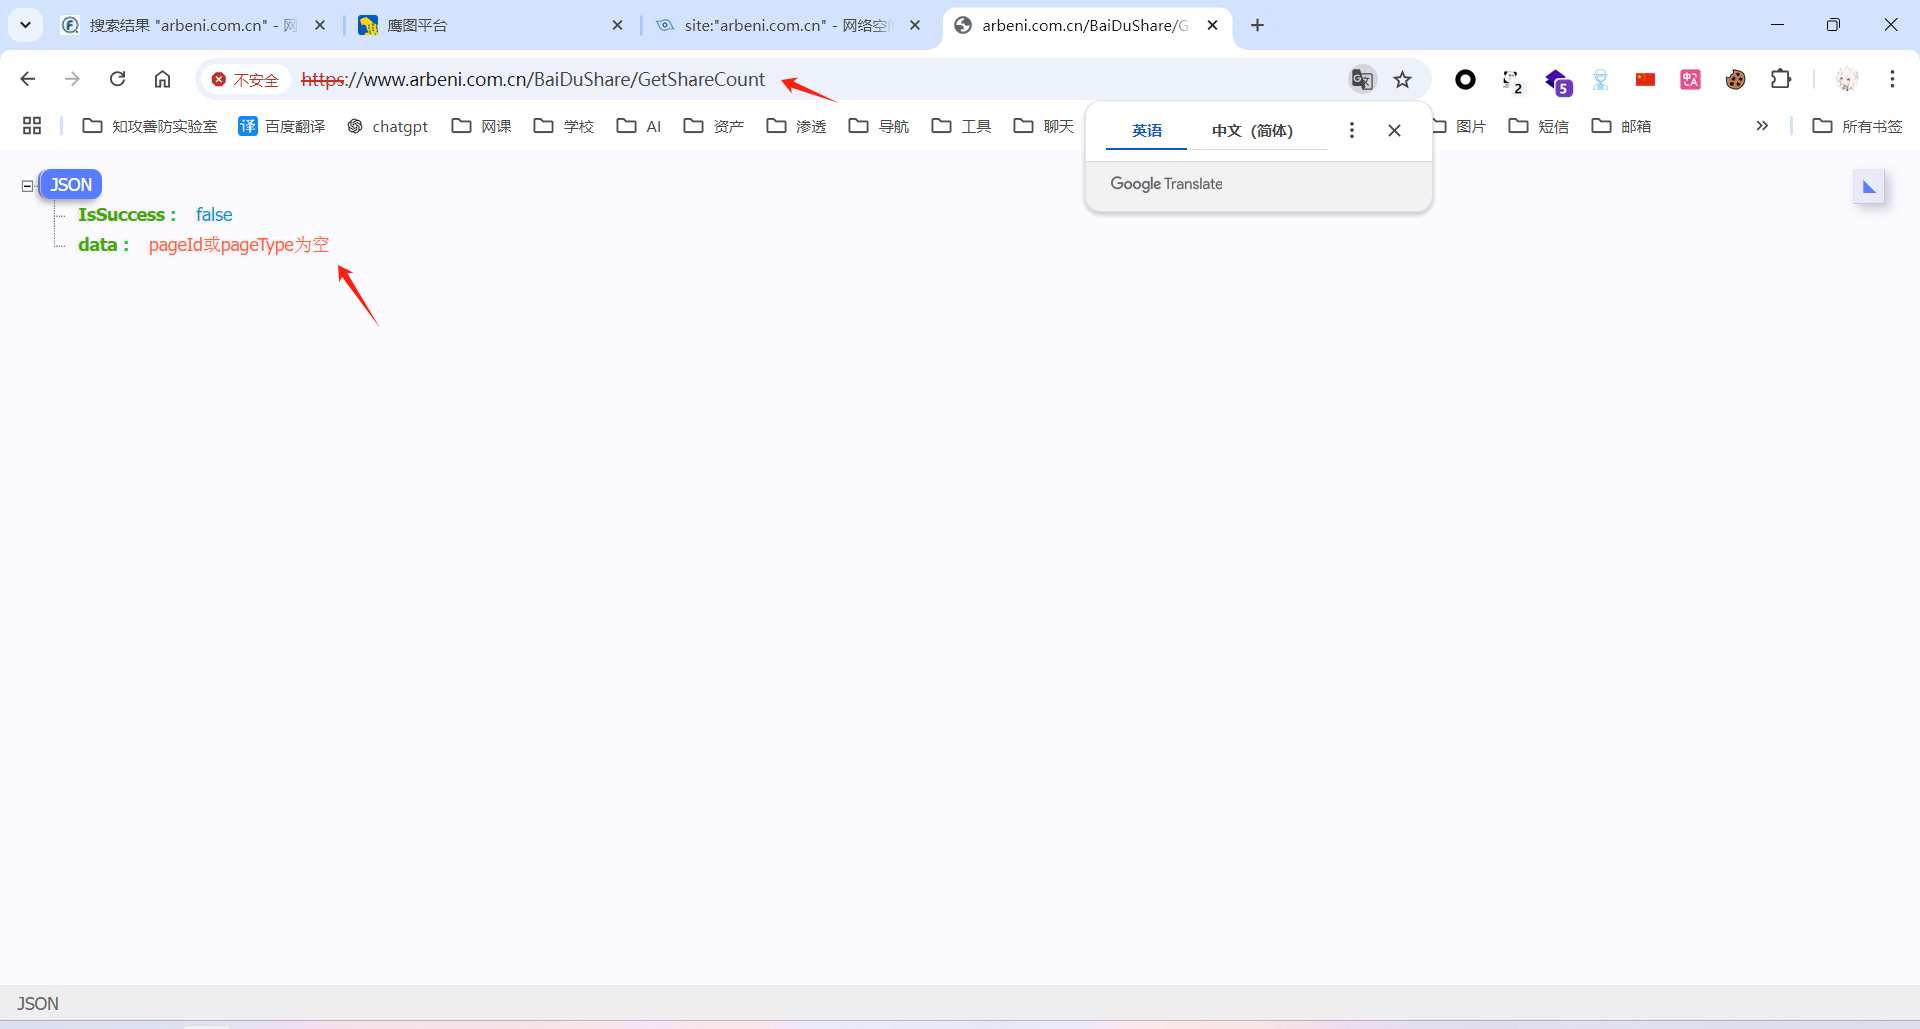 搜索结果 "arbeni.com.cn" - 网
鹰图平台
site:"arbeni.com.cn" - 网络空
arbeni.com.cn/BaiDuShare/G
不安全
https://www.arbeni.com.cn/BaiDuShare/GetShareCount
2
5
知攻善防实验室
译 百度翻译
chatgpt
网课
学校
AI
资产
渗透
导航
工具
聊天
图片
短信
邮箱
所有书签
英语
中文（简体）
Google Translate
JSON
IsSuccess : false
data : pageId或pageType为空
JSON